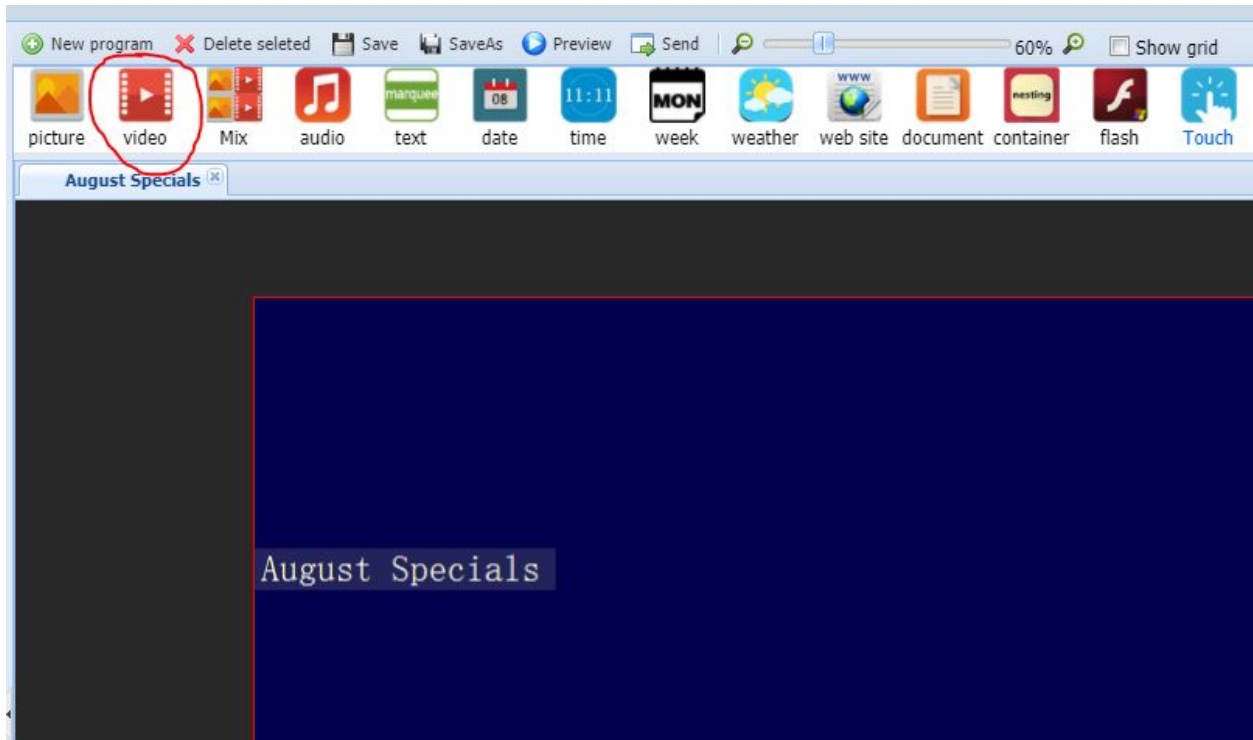 New program Delete seleted Save SaveAs Preview Send 60% Show grid
marquee 08 11:11 MON www nesting
picture video Mix audio text date time week weather web site document container flash Touch
August Specials
August Specials